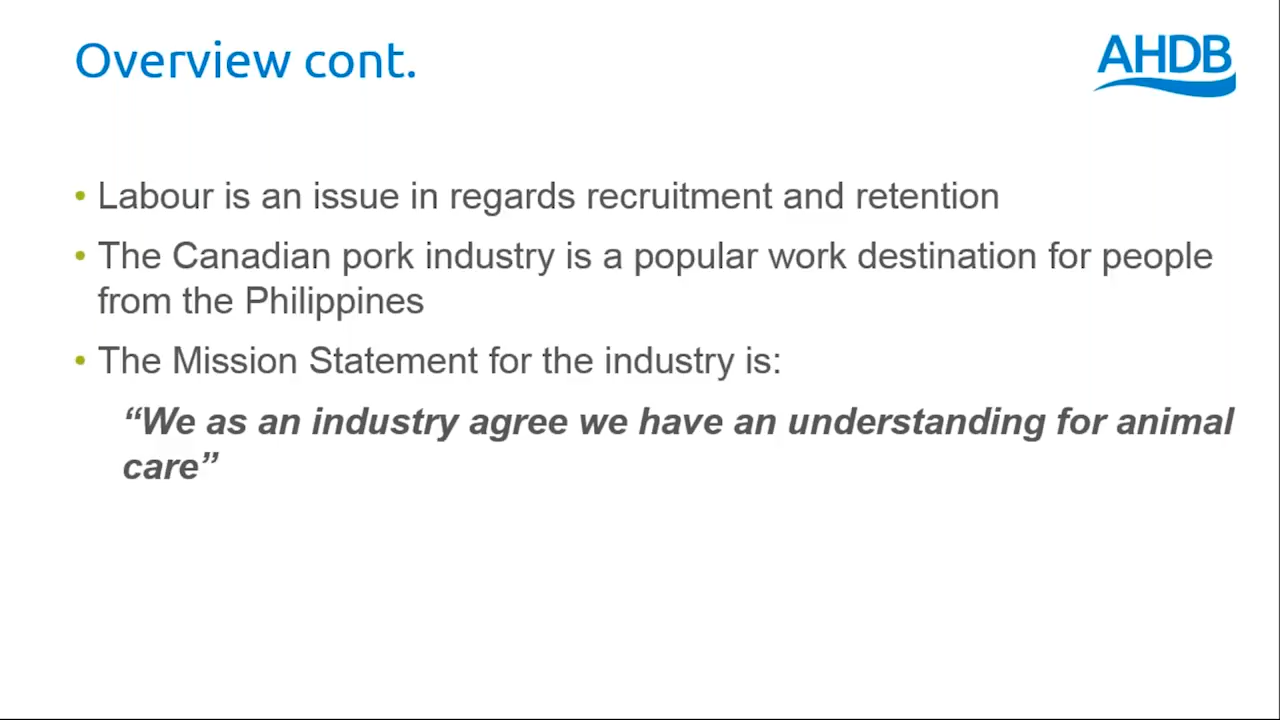 Overview cont.
AHDB
• Labour is an issue in regards recruitment and retention
• The Canadian pork industry is a popular work destination for people
from the Philippines
• The Mission Statement for the industry is:
“We as an industry agree we have an understanding for animal
care”